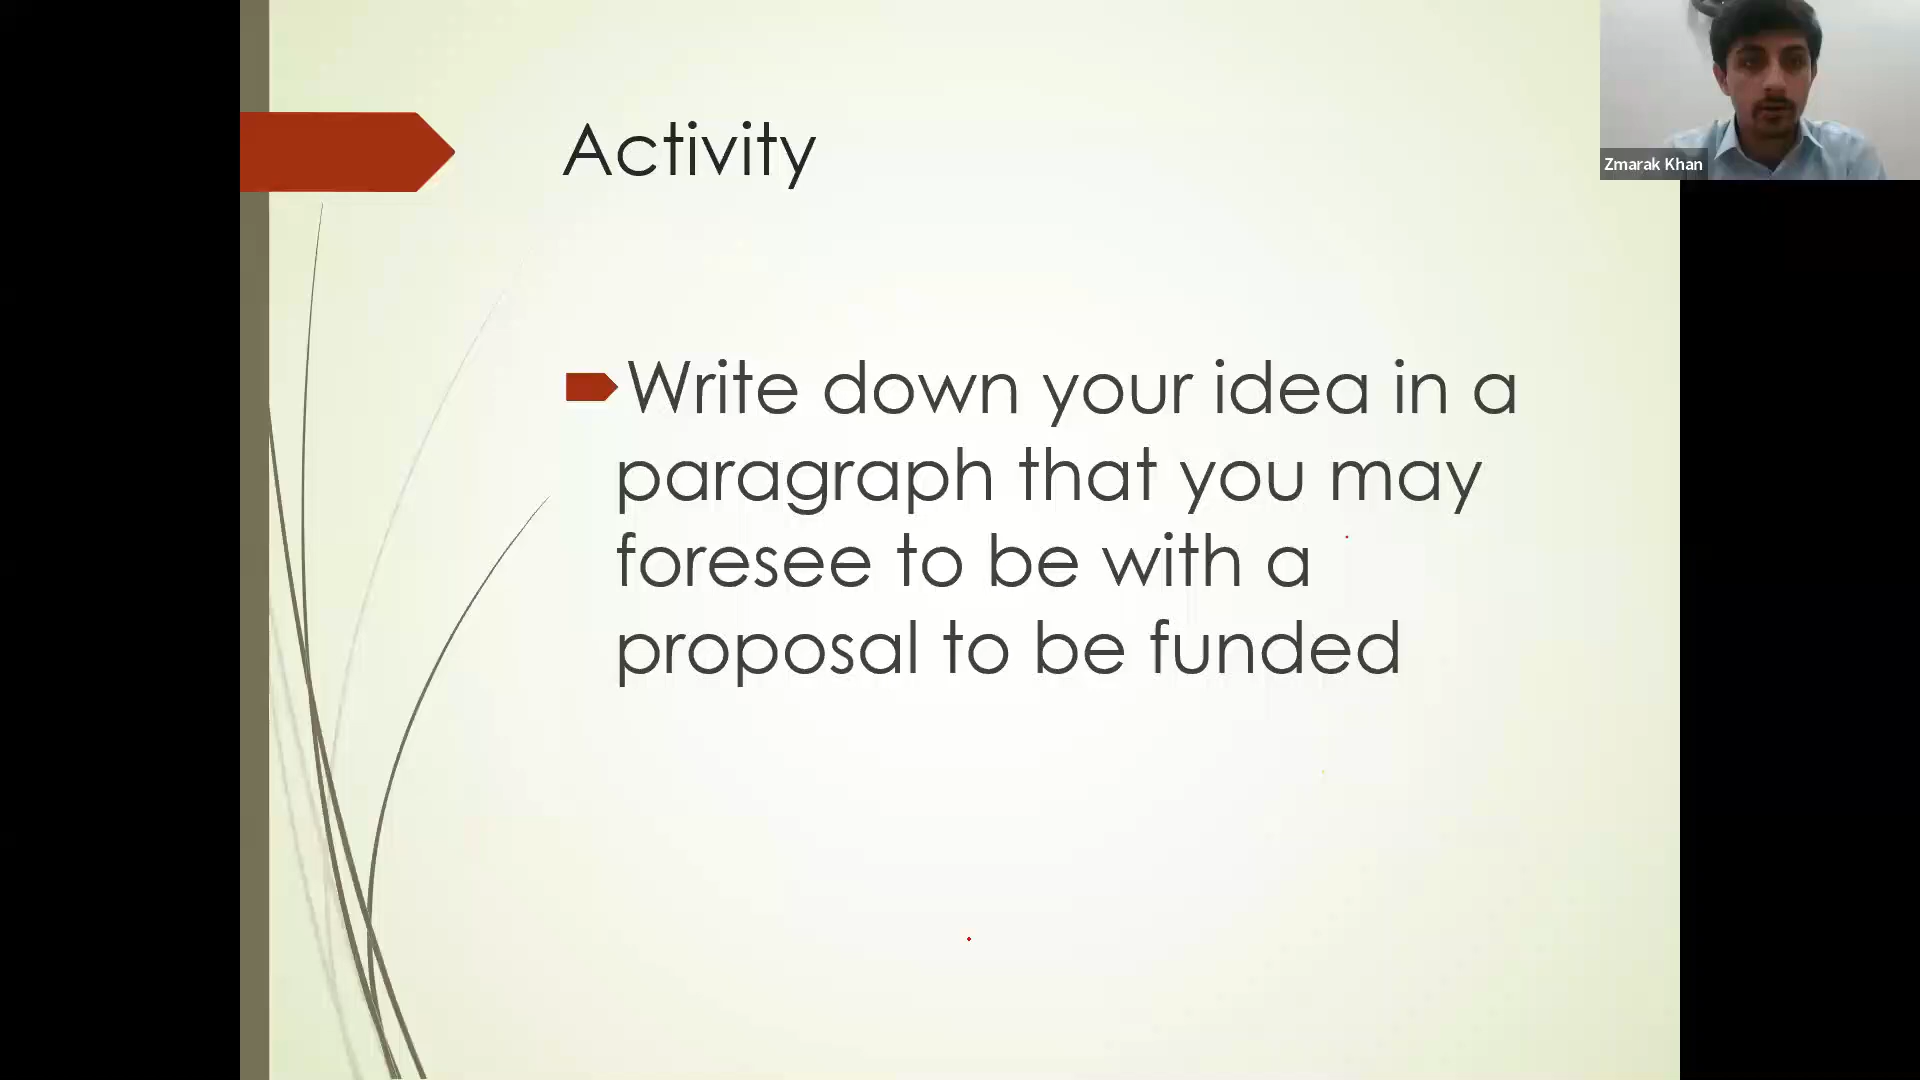 Activity
Write down your idea in a
paragraph that you may
foresee to be with a
proposal to be funded
Zmarak Khan